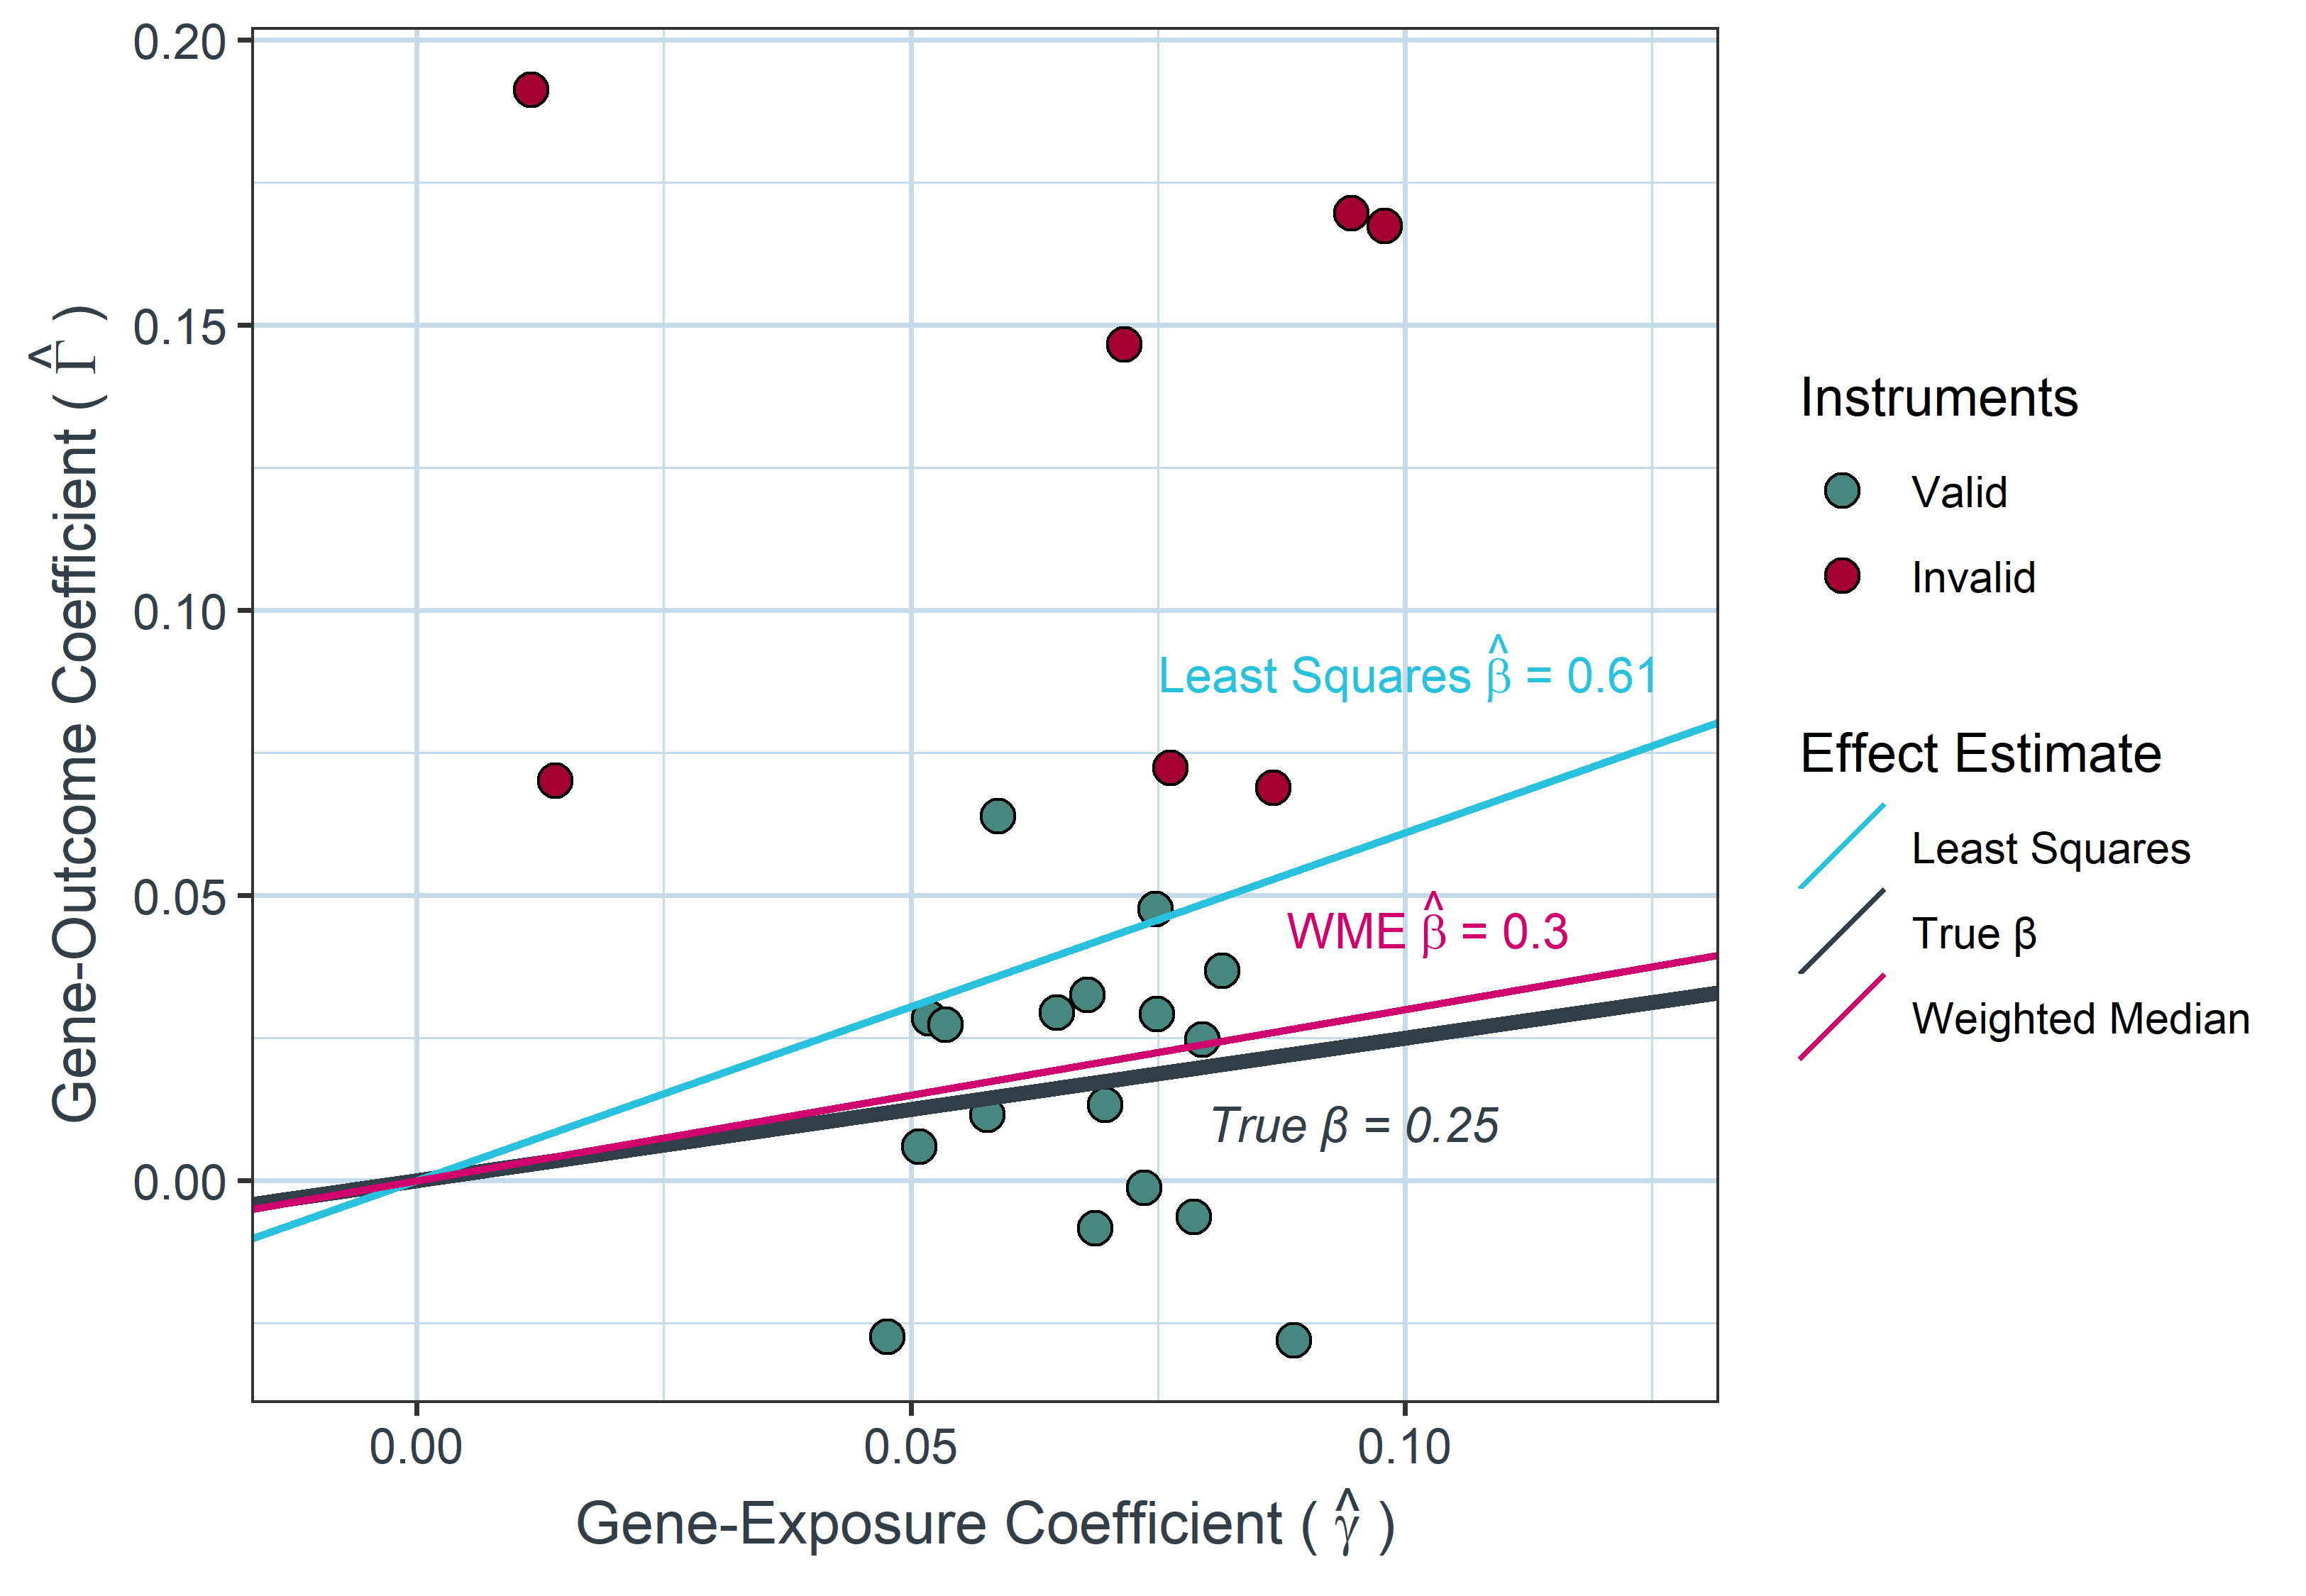 0.20
0.15
0.10
0.05
0.00
Gene-Outcome Coefficient ( Γ̂ )
Least Squares β̂ = 0.61
WME β̂ = 0.3
True β = 0.25
0.00 0.05 0.10
Gene-Exposure Coefficient ( γ̂ )
Instruments
Valid
Invalid
Effect Estimate
Least Squares
True β
Weighted Median